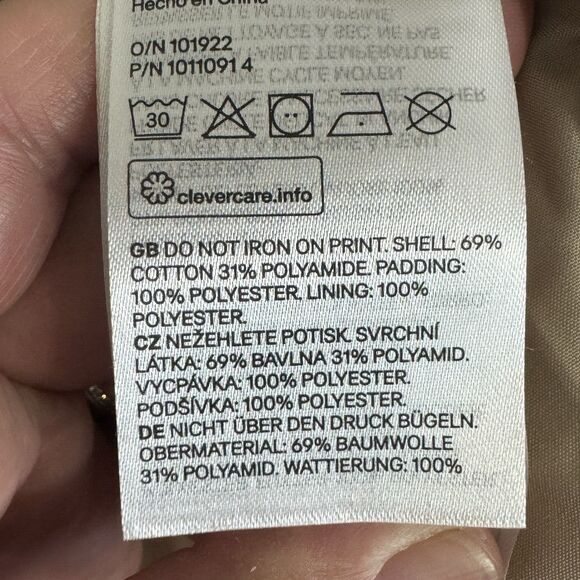 Hecho en China
O/N 101922
P/N 1011091 4
30
clevercare.info
GB DO NOT IRON ON PRINT. SHELL: 69%
COTTON 31% POLYAMIDE. PADDING:
100% POLYESTER. LINING: 100%
POLYESTER.
CZ NEŽEHLETE POTISK. SVRCHNÍ
LÁTKA: 69% BAVLNA 31% POLYAMID.
VYCPÁVKA: 100% POLYESTER.
PODŠÍVKA: 100% POLYESTER.
DE NICHT ÜBER DEN DRUCK BÜGELN.
OBERMATERIAL: 69% BAUMWOLLE
31% POLYAMID. WATTIERUNG: 100%